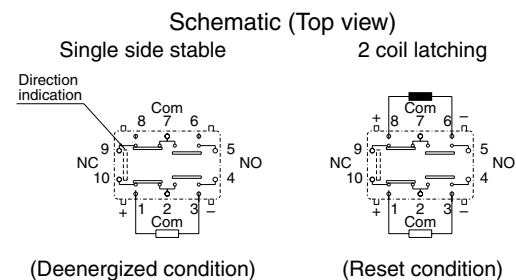 Schematic (Top view)
Single side stable
2 coil latching
Direction
indication
Com
8 7 6
9
5
NC
NO
10
4
+ 1 2 3 –
Com
(Deenergized condition)
Com
+ 8 7 6 –
9
5
NC
NO
10
4
+ 1 2 3 –
Com
(Reset condition)